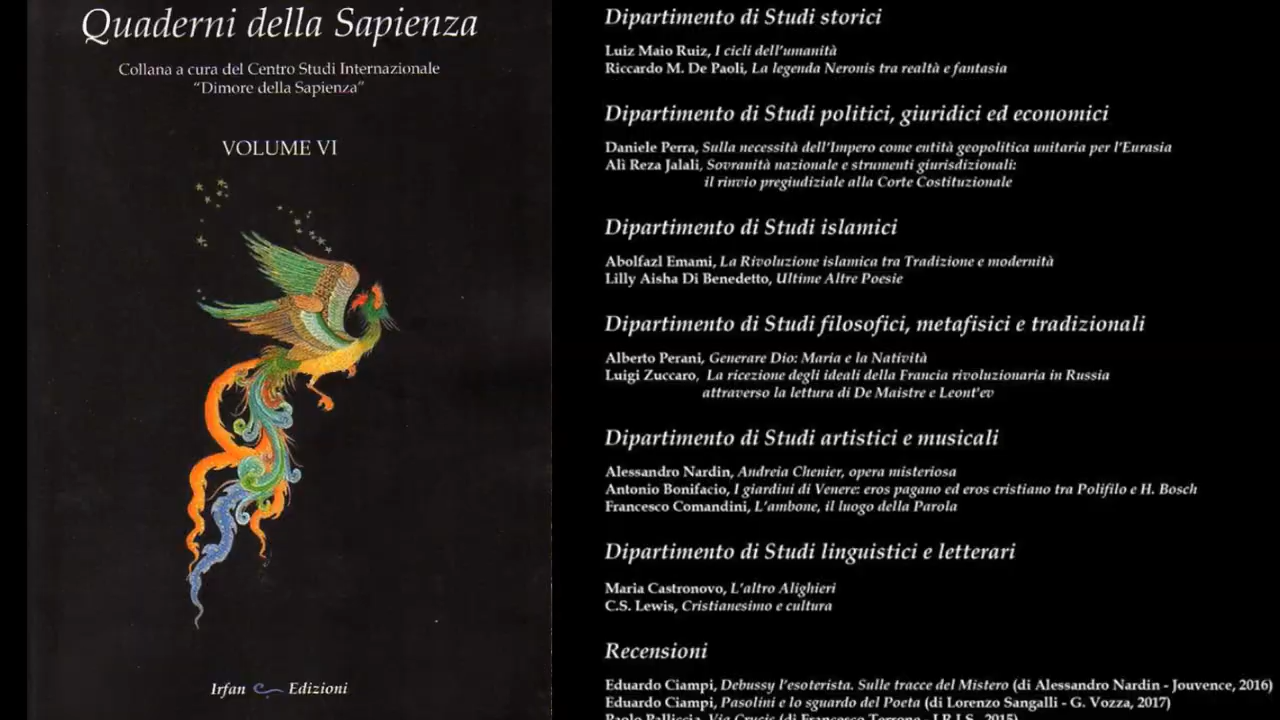 Quaderni della Sapienza
Collana a cura del Centro Studi Internazionale
“Dimore della Sapienza”
VOLUME VI
Irfan Edizioni
Dipartimento di Studi storici
Luiz Maio Ruiz, I cicli dell’umanità
Riccardo M. De Paoli, La legenda Neronis tra realtà e fantasia
Dipartimento di Studi politici, giuridici ed economici
Daniele Perra, Sulla necessità dell’Impero come entità geopolitica unitaria per l’Eurasia
Alì Reza Jalali, Sovranità nazionale e strumenti giurisdizionali:
il rinvio pregiudiziale alla Corte Costituzionale
Dipartimento di Studi islamici
Abolfazl Emami, La Rivoluzione islamica tra Tradizione e modernità
Lilly Aisha Di Benedetto, Ultime Altre Poesie
Dipartimento di Studi filosofici, metafisici e tradizionali
Alberto Perani, Generare Dio: Maria e la Natività
Luigi Zuccaro, La ricezione degli ideali della Francia rivoluzionaria in Russia
attraverso la lettura di De Maistre e Leont'ev
Dipartimento di Studi artistici e musicali
Alessandro Nardin, Andreia Chenier, opera misteriosa
Antonio Bonifacio, I giardini di Venere: eros pagano ed eros cristiano tra Polifilo e H. Bosch
Francesco Comandini, L’ambone, il luogo della Parola
Dipartimento di Studi linguistici e letterari
Maria Castronovo, L’altro Alighieri
C.S. Lewis, Cristianesimo e cultura
Recensioni
Eduardo Ciampi, Debussy l’esoterista. Sulle tracce del Mistero (di Alessandro Nardin - Jouvence, 2016)
Eduardo Ciampi, Pasolini e lo sguardo del Poeta (di Lorenzo Sangalli - G. Vozza, 2017)
Paolo Palliccia, Via Crucis (di Francesco Terrone - I.R.I.S., 2015)